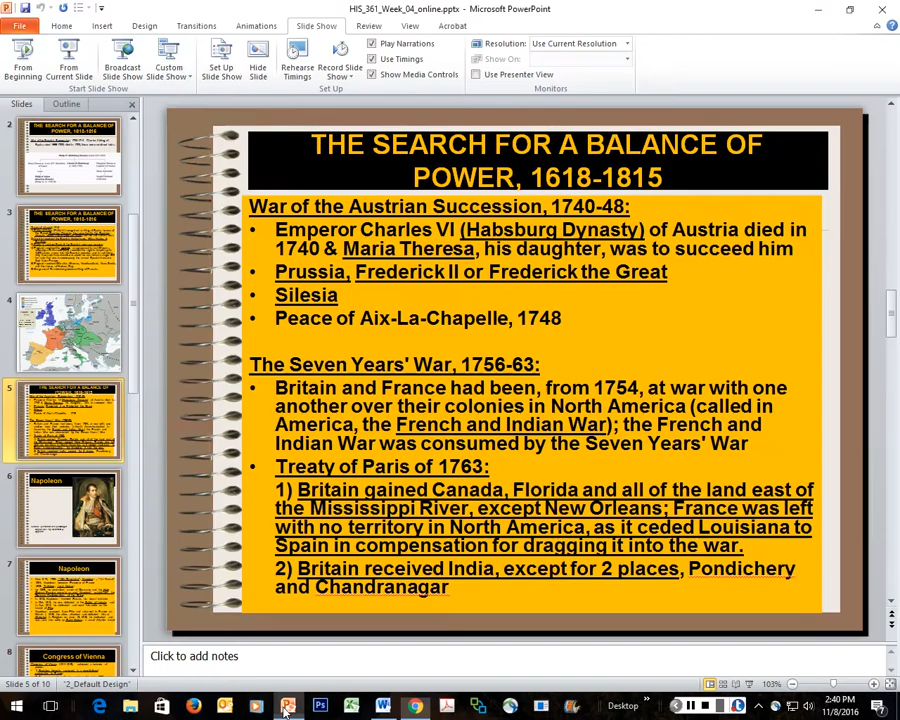 HIS_361_Week_04_online.pptx - Microsoft PowerPoint
File Home Insert Design Transitions Animations Slide Show Review View Acrobat
From Beginning
From Current Slide
Broadcast Slide Show
Custom Slide Show
Set Up Slide Show
Hide Slide
Rehearse Timings
Record Slide Show
Play Narrations
Use Timings
Show Media Controls
Resolution: Use Current Resolution
Show On:
Use Presenter View
Start Slide Show
Set Up
Monitors
Slides Outline
2
3
4
5
6
Napoleon
7
Napoleon
8
Congress of Vienna
THE SEARCH FOR A BALANCE OF
POWER, 1618-1815
War of the Austrian Succession, 1740-48:
• Emperor Charles VI (Habsburg Dynasty) of Austria died in
1740 & Maria Theresa, his daughter, was to succeed him
• Prussia, Frederick II or Frederick the Great
• Silesia
• Peace of Aix-La-Chapelle, 1748
The Seven Years' War, 1756-63:
• Britain and France had been, from 1754, at war with one
another over their colonies in North America (called in
America, the French and Indian War); the French and
Indian War was consumed by the Seven Years' War
• Treaty of Paris of 1763:
1) Britain gained Canada, Florida and all of the land east of
the Mississippi River, except New Orleans; France was left
with no territory in North America, as it ceded Louisiana to
Spain in compensation for dragging it into the war.
2) Britain received India, except for 2 places, Pondichery
and Chandranagar
Click to add notes
Slide 5 of 10 "2_Default Design" 103%
Desktop
2:40 PM
11/8/2016